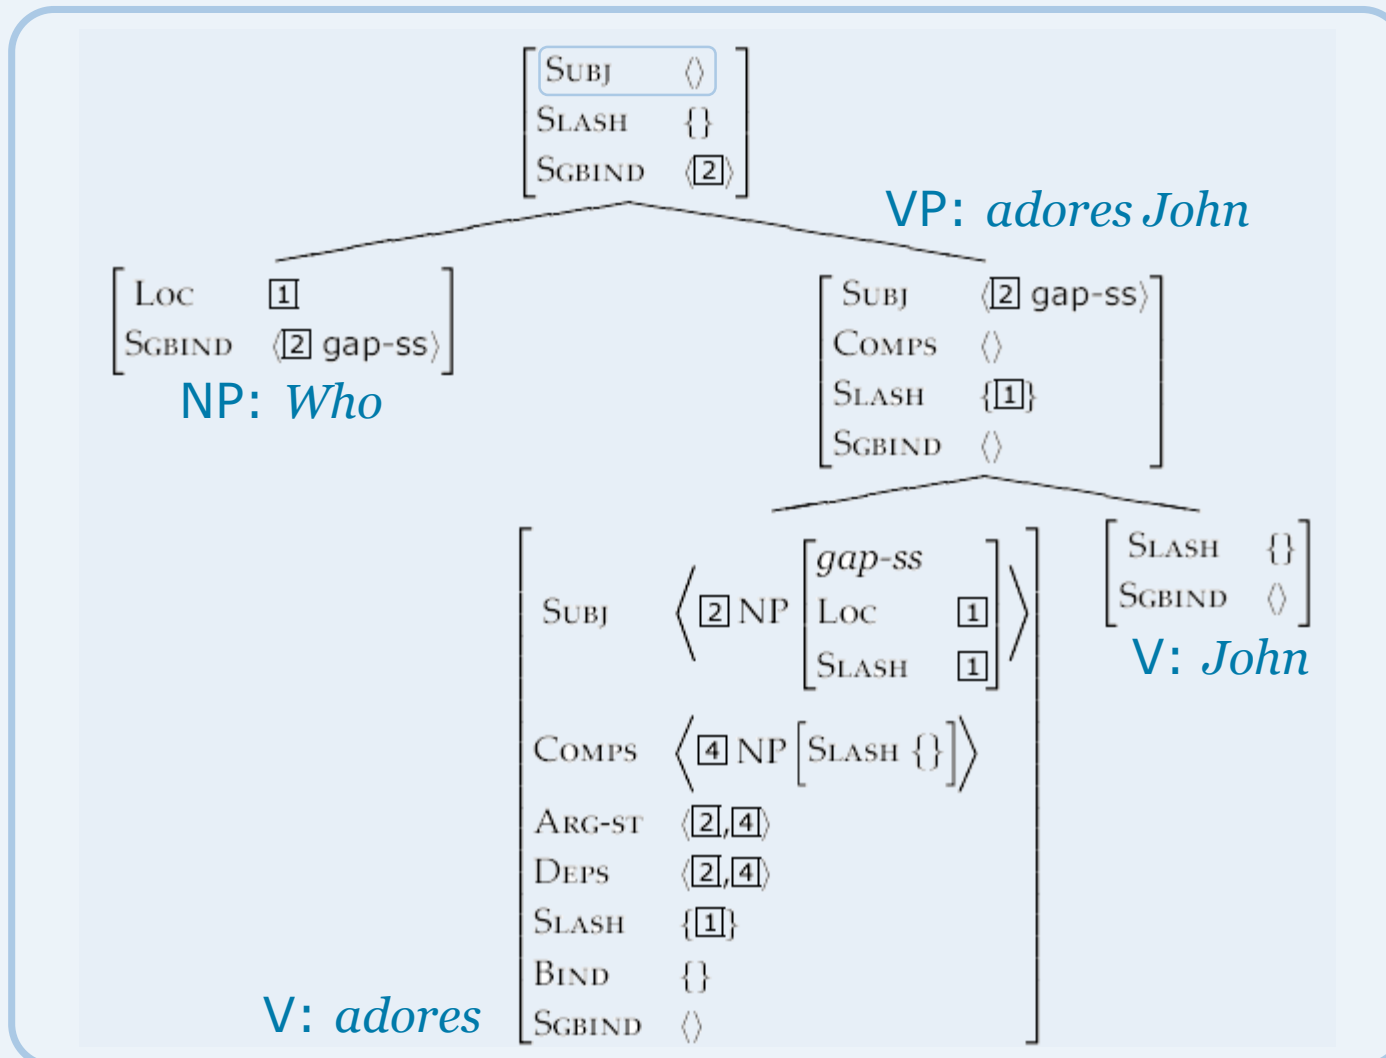 SUBJ ⟨⟩
SLASH {}
SGBIND ⟨2⟩
VP: adores John
LOC 1
SGBIND ⟨2 gap-ss⟩
NP: Who
SUBJ ⟨2 gap-ss⟩
COMPS ⟨⟩
SLASH {1}
SGBIND ⟨⟩
gap-ss
SUBJ ⟨2 NP LOC 1⟩
SLASH 1
COMPS ⟨4 NP [SLASH {}]⟩
ARG-ST ⟨2,4⟩
DEPS ⟨2,4⟩
SLASH {1}
BIND {}
SGBIND ⟨⟩
V: adores
SLASH {}
SGBIND ⟨⟩
V: John